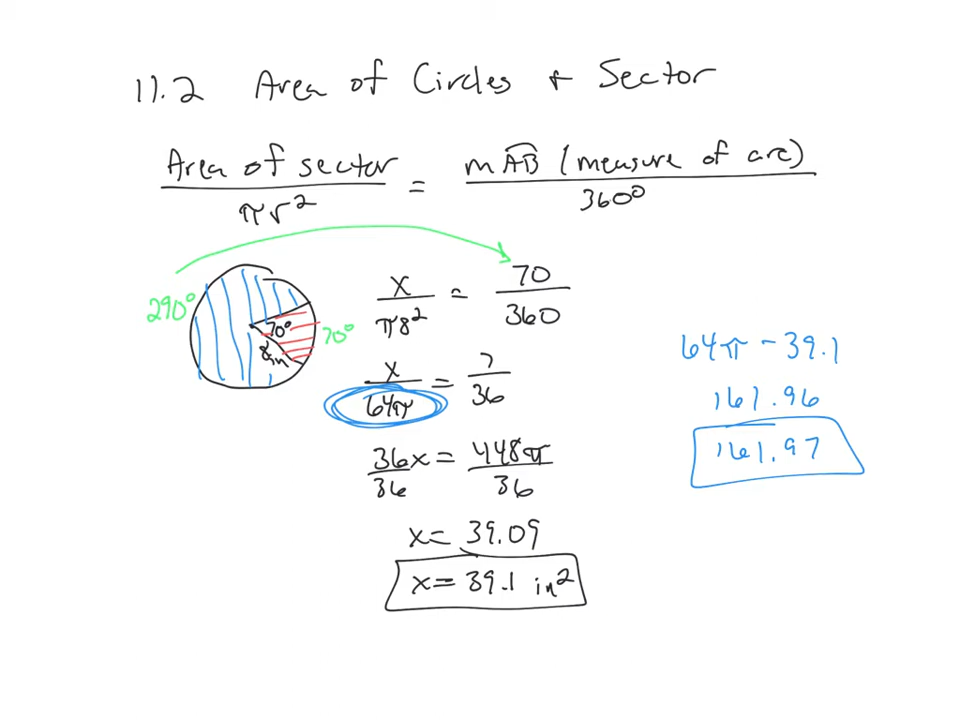 11.2 Area of Circles + Sector
Area of sector / πr² = mAB (measure of arc) / 360°
290°
70°
8in
70°
x / π8² = 70 / 360
x / 64π = 7 / 36
36x / 36 = 448π / 36
x = 39.09
x = 39.1 in²
64π - 39.1
161.96
161.97